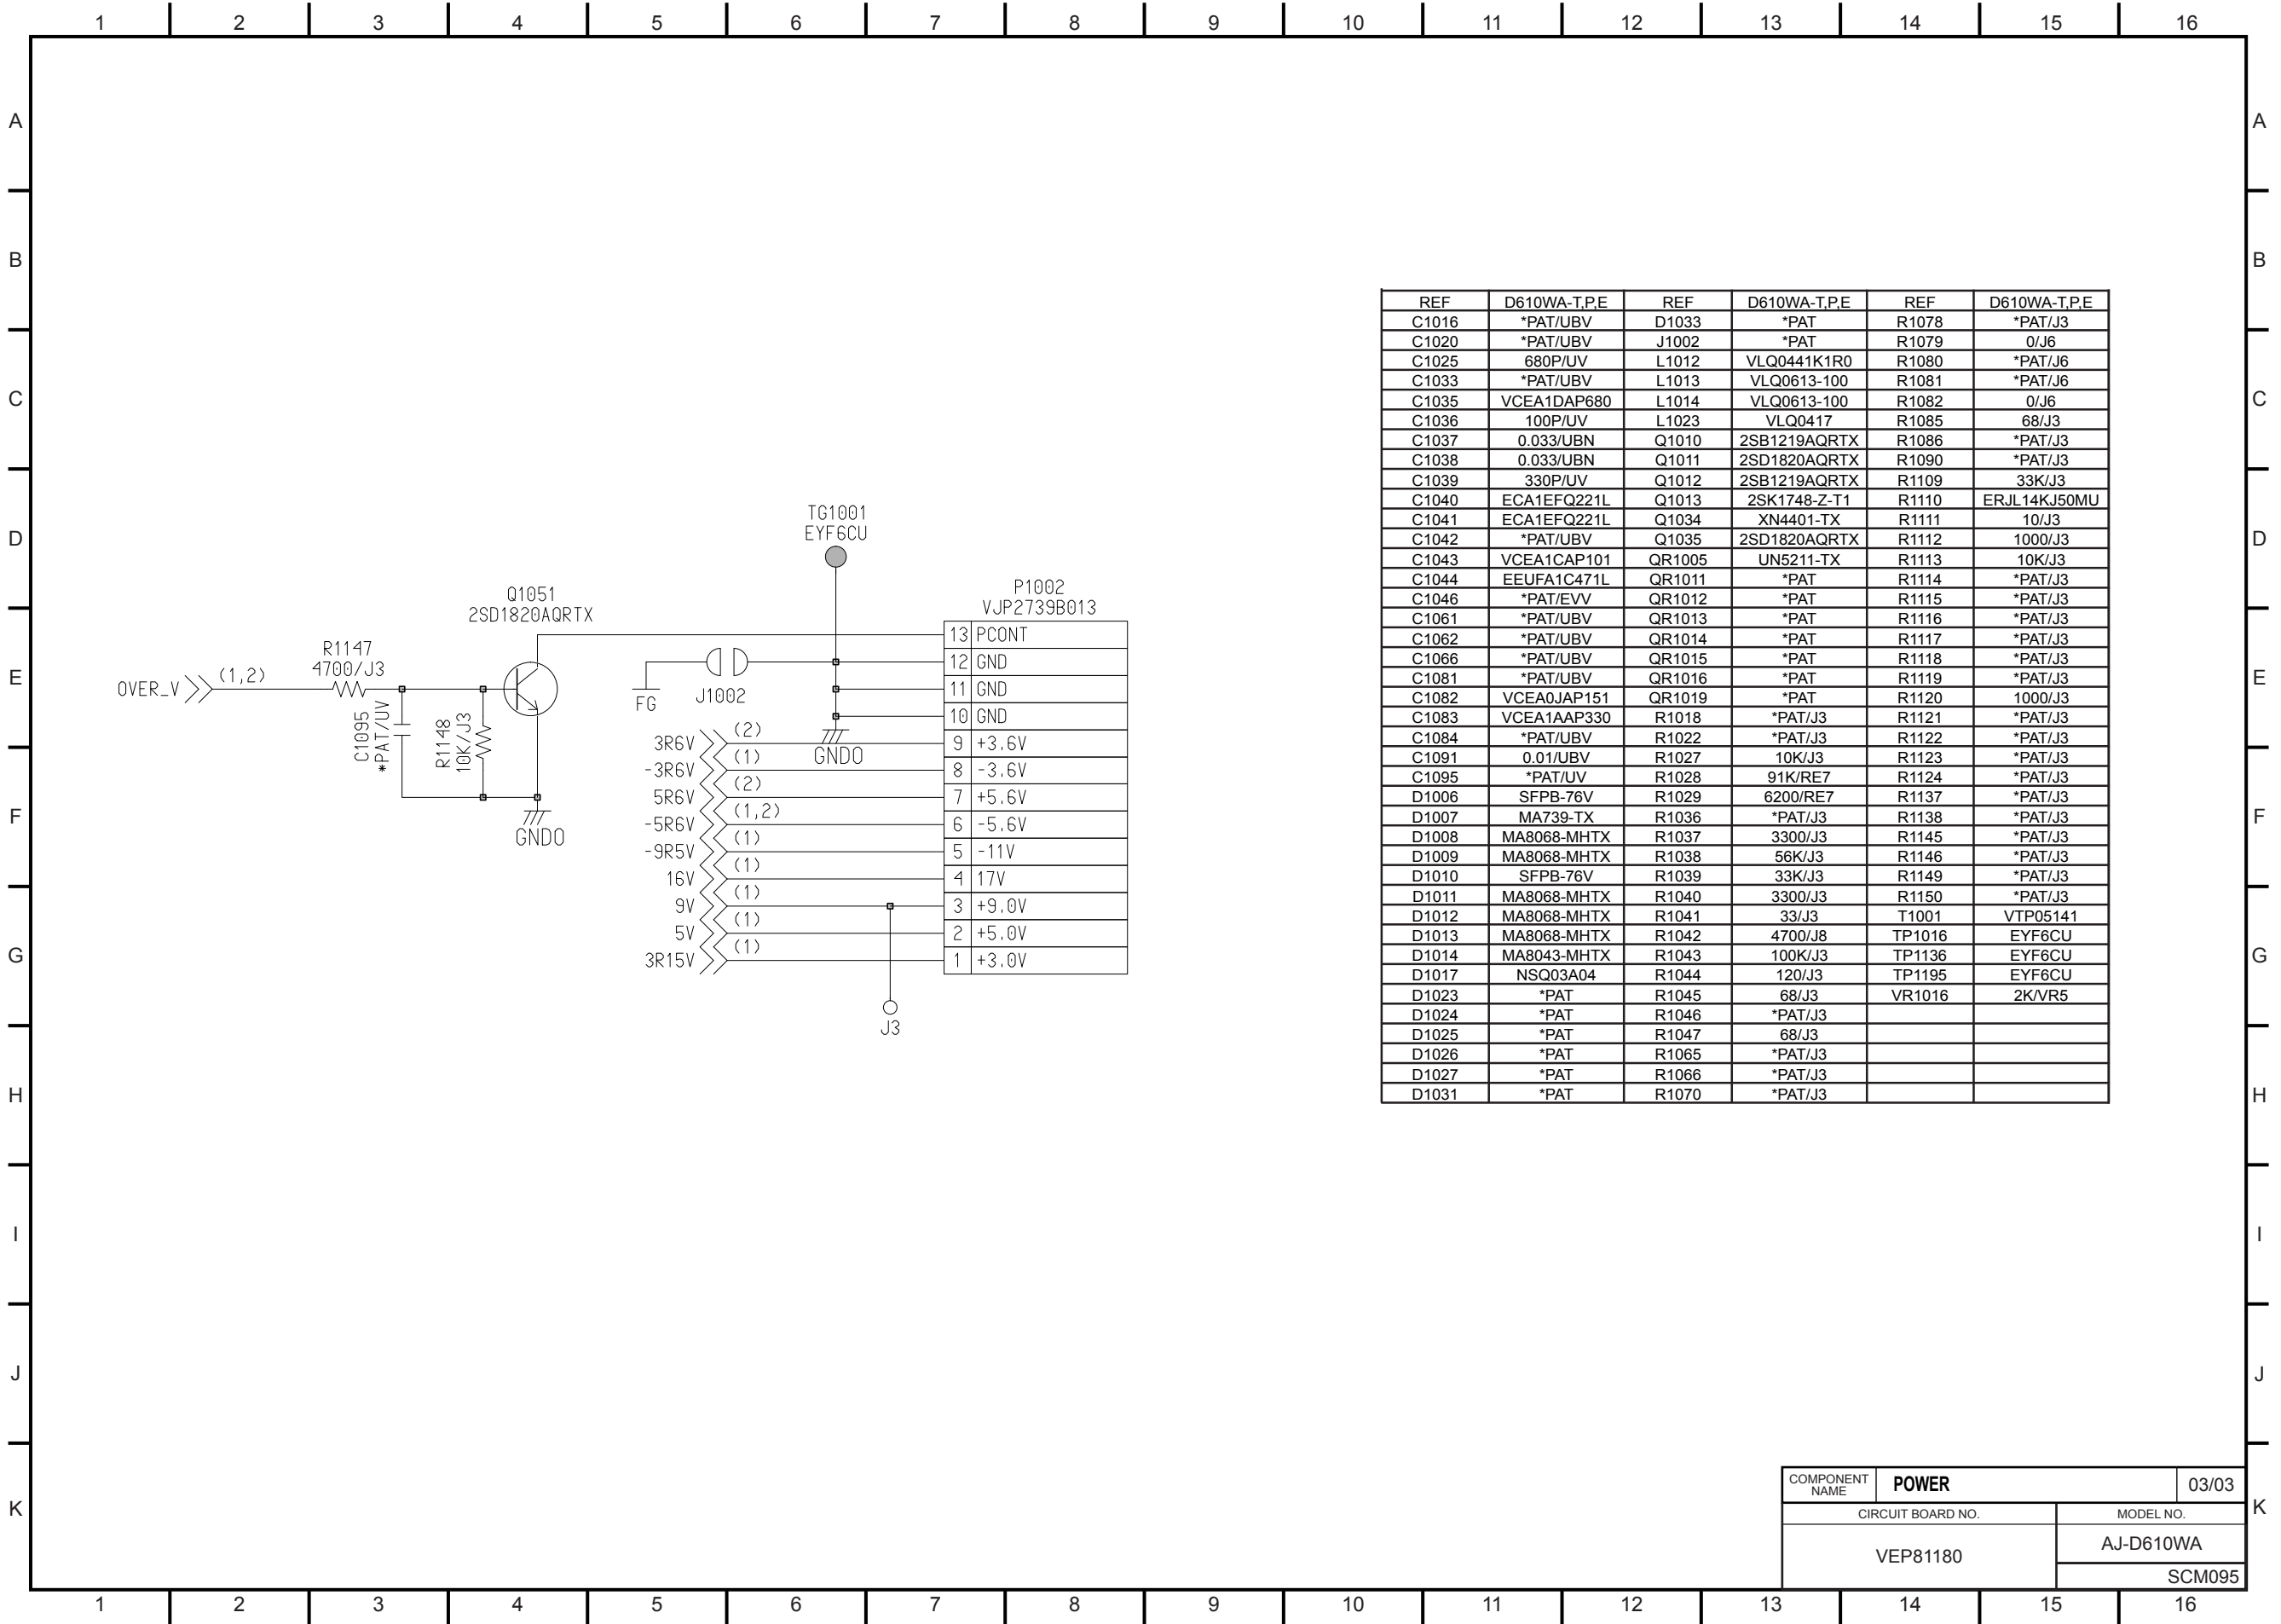 1 2 3 4 5 6 7 8 9 10 11 12 13 14 15 16
A A
B B
C C
D D
E E
F F
G G
H H
I I
J J
K K
TG1001
EYF6CU
Q1051
2SD1820AQRTX
P1002
VJP2739B013
R1147
4700/J3
OVER_V (1,2)
C1095
*PAT/UV
R1148
10K/J3
GNDO
FG
J1002
GNDO
13 PCONT
12 GND
11 GND
10 GND
3R6V (2) 9 +3.6V
-3R6V (1) 8 -3.6V
5R6V (2) 7 +5.6V
-5R6V (1,2) 6 -5.6V
-9R5V (1) 5 -11V
16V (1) 4 17V
9V (1) 3 +9.0V
5V (1) 2 +5.0V
3R15V (1) 1 +3.0V
J3
REF D610WA-T,P,E REF D610WA-T,P,E REF D610WA-T,P,E
C1016 *PAT/UBV D1033 *PAT R1078 *PAT/J3
C1020 *PAT/UBV J1002 *PAT R1079 0/J6
C1025 680P/UV L1012 VLQ0441K1R0 R1080 *PAT/J6
C1033 *PAT/UBV L1013 VLQ0613-100 R1081 *PAT/J6
C1035 VCEA1DAP680 L1014 VLQ0613-100 R1082 0/J6
C1036 100P/UV L1023 VLQ0417 R1085 68/J3
C1037 0.033/UBN Q1010 2SB1219AQRTX R1086 *PAT/J3
C1038 0.033/UBN Q1011 2SD1820AQRTX R1090 *PAT/J3
C1039 330P/UV Q1012 2SB1219AQRTX R1109 33K/J3
C1040 ECA1EFQ221L Q1013 2SK1748-Z-T1 R1110 ERJL14KJ50MU
C1041 ECA1EFQ221L Q1034 XN4401-TX R1111 10/J3
C1042 *PAT/UBV Q1035 2SD1820AQRTX R1112 1000/J3
C1043 VCEA1CAP101 QR1005 UN5211-TX R1113 10K/J3
C1044 EEUFA1C471L QR1011 *PAT R1114 *PAT/J3
C1046 *PAT/EVV QR1012 *PAT R1115 *PAT/J3
C1061 *PAT/UBV QR1013 *PAT R1116 *PAT/J3
C1062 *PAT/UBV QR1014 *PAT R1117 *PAT/J3
C1066 *PAT/UBV QR1015 *PAT R1118 *PAT/J3
C1081 *PAT/UBV QR1016 *PAT R1119 *PAT/J3
C1082 VCEA0JAP151 QR1019 *PAT R1120 1000/J3
C1083 VCEA1AAP330 R1018 *PAT/J3 R1121 *PAT/J3
C1084 *PAT/UBV R1022 *PAT/J3 R1122 *PAT/J3
C1091 0.01/UBV R1027 10K/J3 R1123 *PAT/J3
C1095 *PAT/UV R1028 91K/RE7 R1124 *PAT/J3
D1006 SFPB-76V R1029 6200/RE7 R1137 *PAT/J3
D1007 MA739-TX R1036 *PAT/J3 R1138 *PAT/J3
D1008 MA8068-MHTX R1037 3300/J3 R1145 *PAT/J3
D1009 MA8068-MHTX R1038 56K/J3 R1146 *PAT/J3
D1010 SFPB-76V R1039 33K/J3 R1149 *PAT/J3
D1011 MA8068-MHTX R1040 3300/J3 R1150 *PAT/J3
D1012 MA8068-MHTX R1041 33/J3 T1001 VTP05141
D1013 MA8068-MHTX R1042 4700/J8 TP1016 EYF6CU
D1014 MA8043-MHTX R1043 100K/J3 TP1136 EYF6CU
D1017 NSQ03A04 R1044 120/J3 TP1195 EYF6CU
D1023 *PAT R1045 68/J3 VR1016 2K/VR5
D1024 *PAT R1046 *PAT/J3
D1025 *PAT R1047 68/J3
D1026 *PAT R1065 *PAT/J3
D1027 *PAT R1066 *PAT/J3
D1031 *PAT R1070 *PAT/J3
COMPONENT NAME POWER 03/03
CIRCUIT BOARD NO. MODEL NO.
VEP81180 AJ-D610WA
SCM095
1 2 3 4 5 6 7 8 9 10 11 12 13 14 15 16